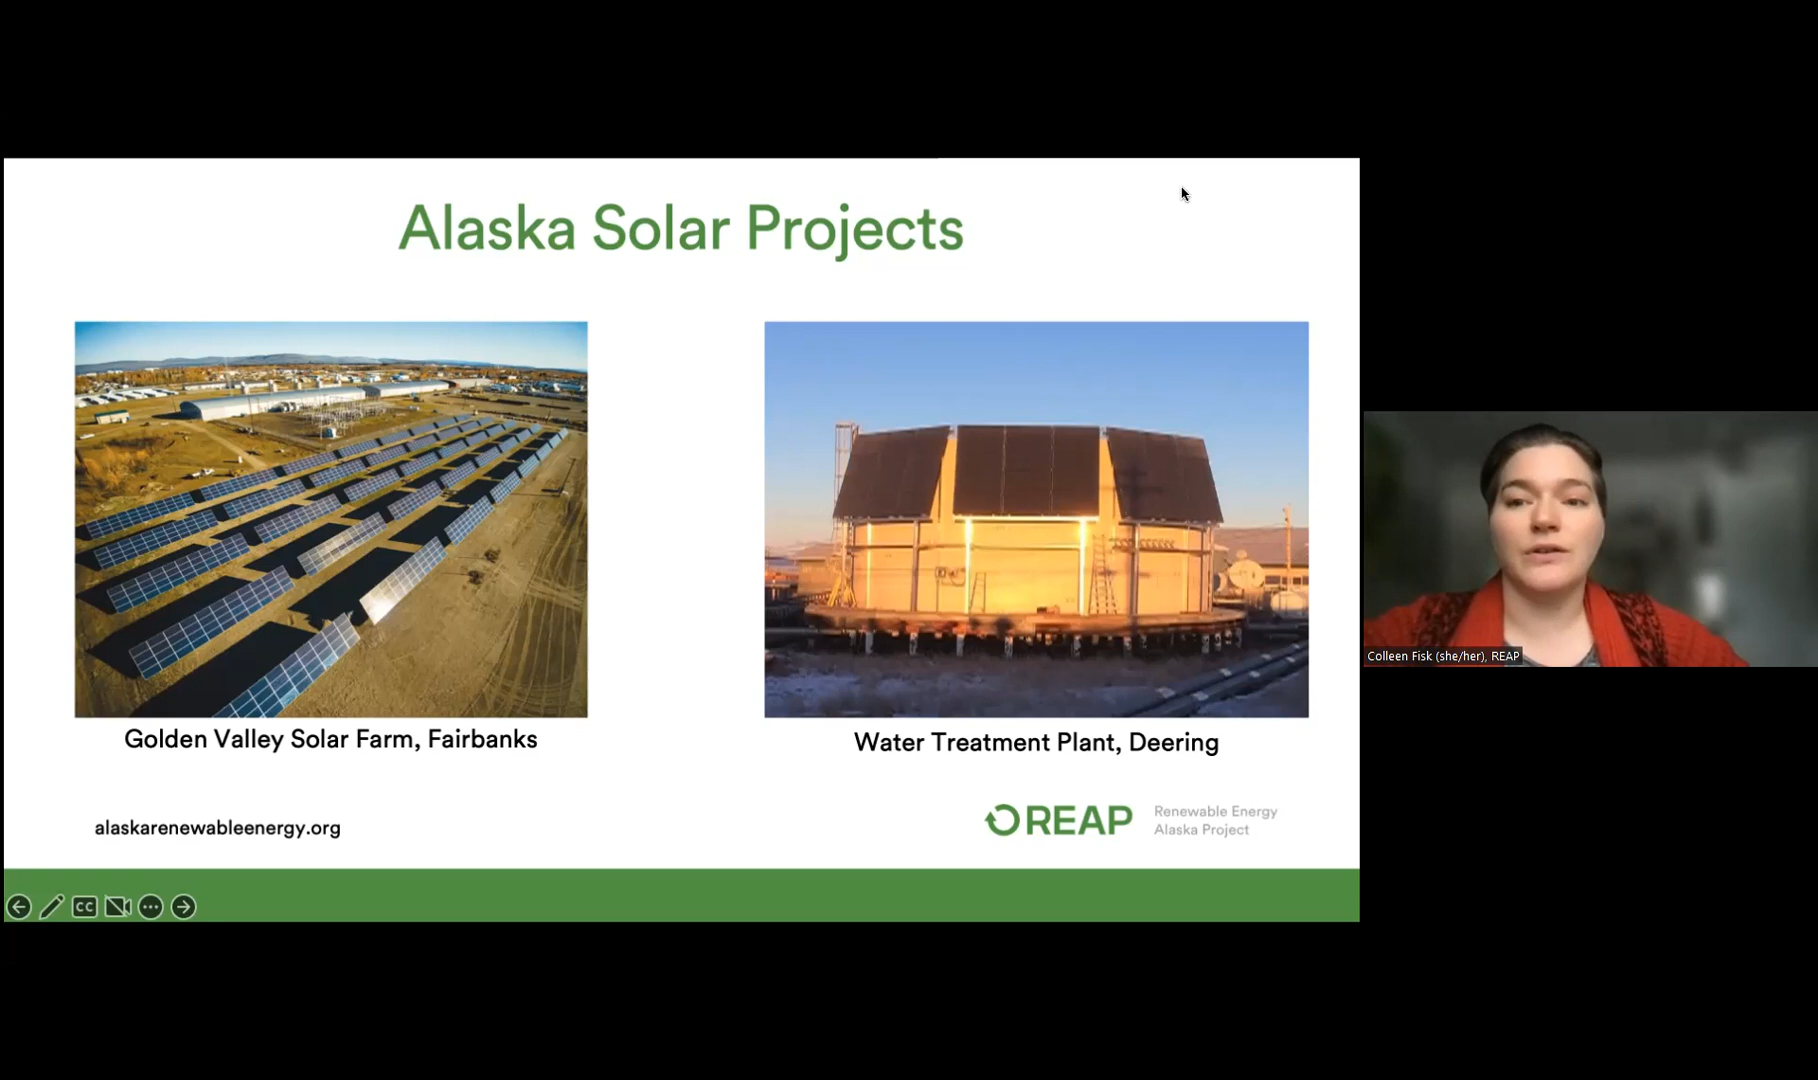 Alaska Solar Projects
Golden Valley Solar Farm, Fairbanks
Water Treatment Plant, Deering
alaskarenewableenergy.org
REAP
Renewable Energy
Alaska Project
CC
Colleen Fisk (she/her), REAP